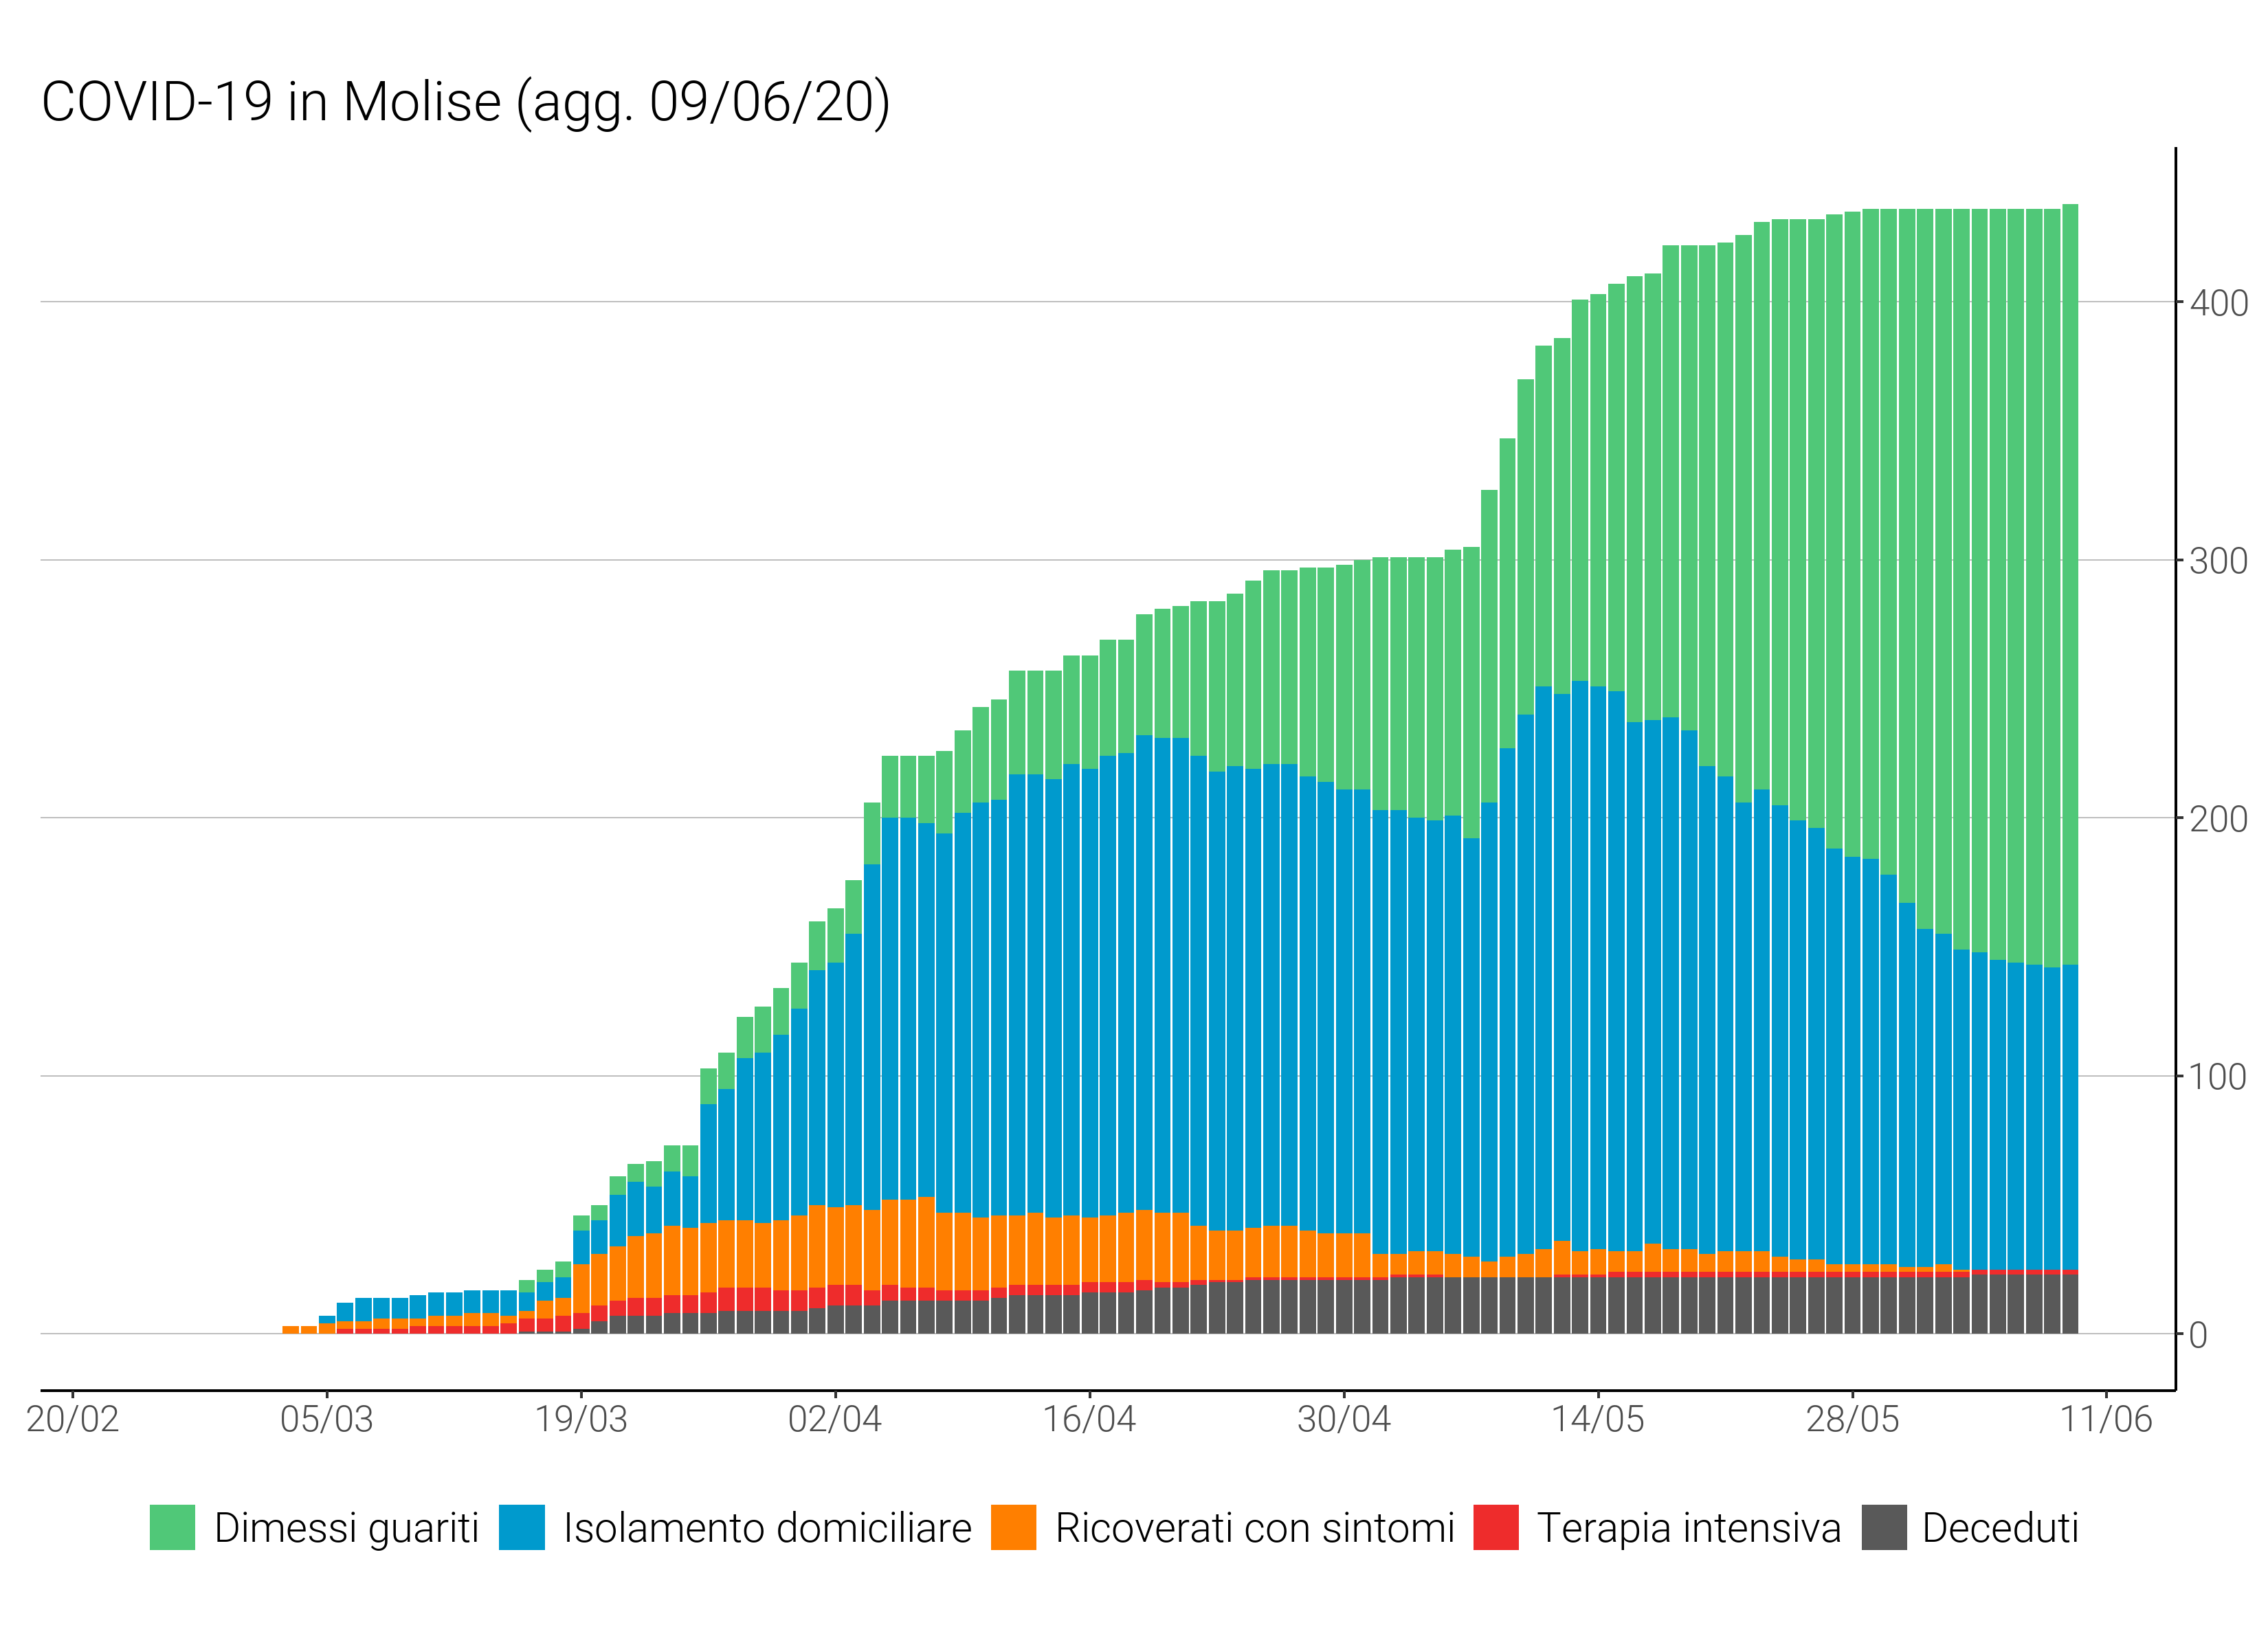 COVID-19 in Molise (agg. 09/06/20)
400
300
200
100
0
20/02 05/03 19/03 02/04 16/04 30/04 14/05 28/05 11/06
Dimessi guariti Isolamento domiciliare Ricoverati con sintomi Terapia intensiva Deceduti